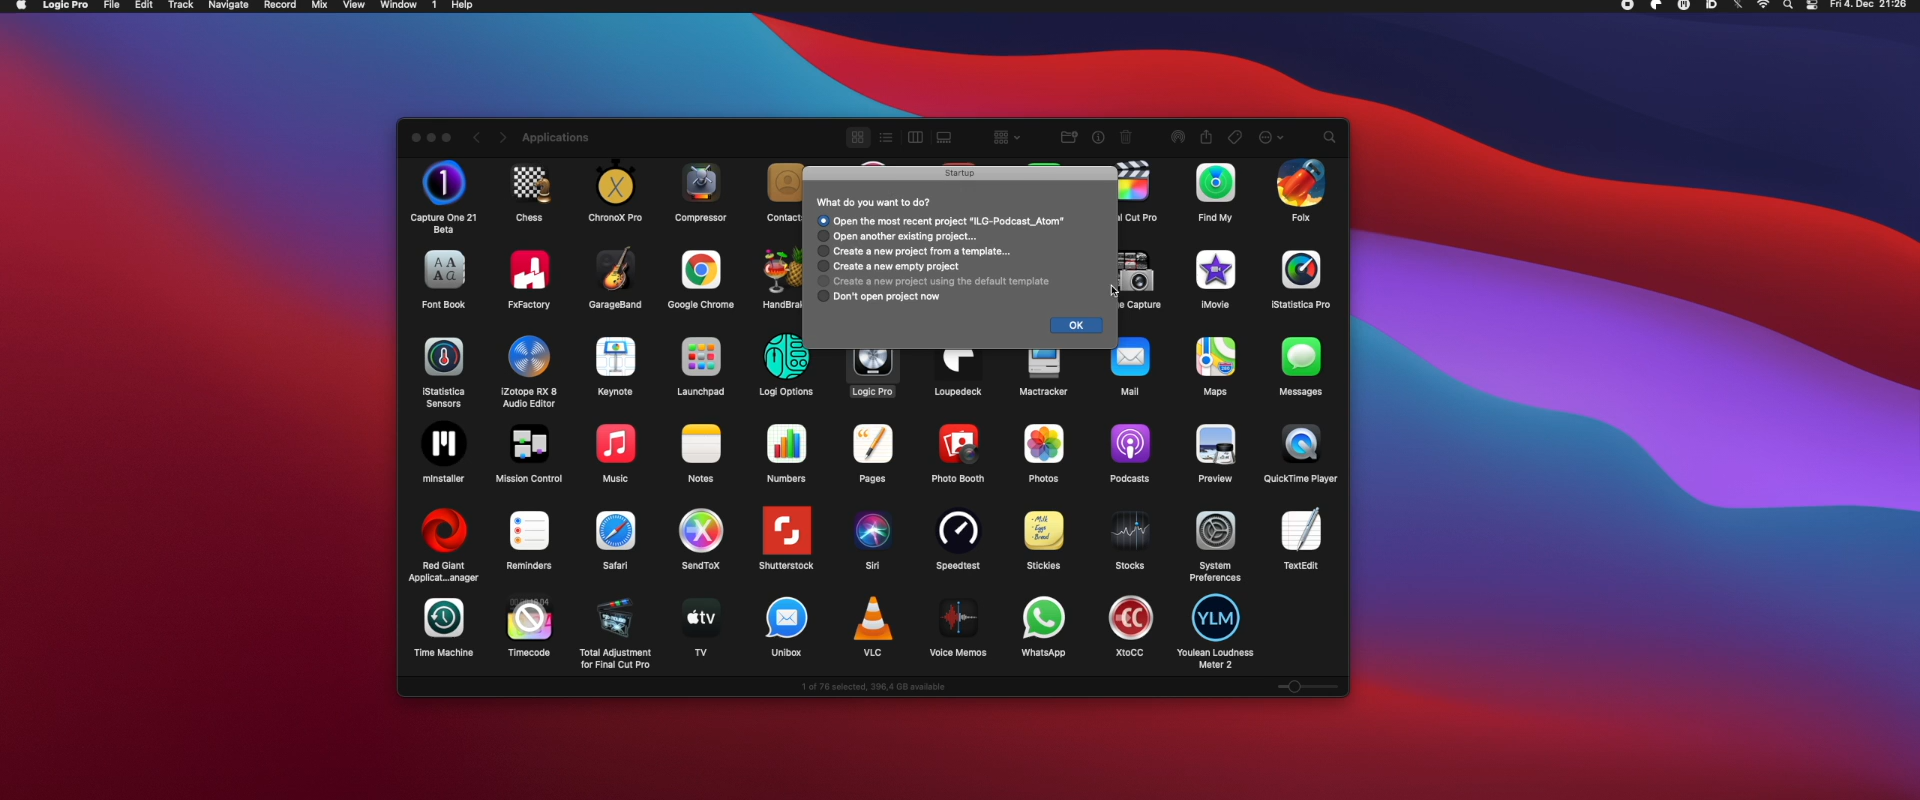 Logic Pro File Edit Track Navigate Record Mix View Window 1 Help
Fri 4. Dec 21:26
Applications
Startup
What do you want to do?
Open the most recent project "ILG-Podcast_Atom"
Open another existing project...
Create a new project from a template...
Create a new empty project
Create a new project using the default template
Don't open project now
OK
Capture One 21 Chess ChronoX Pro Compressor Contacts l Cut Pro Find My Folx
Beta
Font Book FxFactory GarageBand Google Chrome HandBra e Capture iMovie iStatistica Pro
iStatistica iZotope RX 8 Keynote Launchpad Logi Options Logic Pro Loupedeck Mactracker Mail Maps Messages
Sensors Audio Editor
mInstaller Mission Control Music Notes Numbers Pages Photo Booth Photos Podcasts Preview QuickTime Player
Milk
Eggs
Bread
Red Giant Reminders Safari SendToX Shutterstock Siri Speedtest Stickies Stocks System TextEdit
Applicat...anager Preferences
tv
YLM
Time Machine Timecode Total Adjustment TV Unibox VLC Voice Memos WhatsApp XtoCC Youlean Loudness
for Final Cut Pro Meter 2
1 of 76 selected, 396,4 GB available